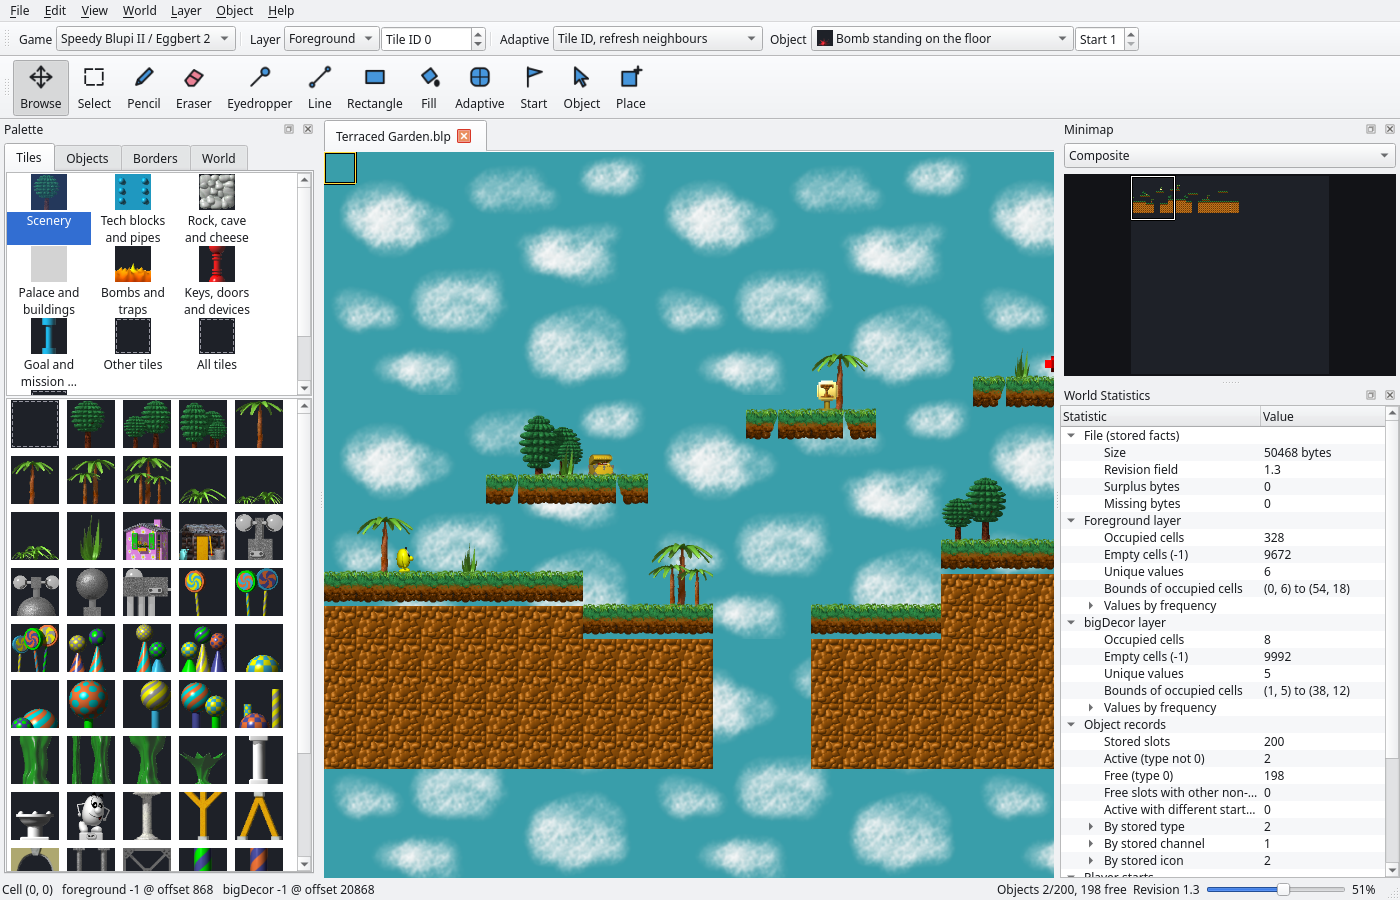 File Edit View World Layer Object Help
Game Speedy Blupi II / Eggbert 2 Layer Foreground Tile ID 0 Adaptive Tile ID, refresh neighbours Object Bomb standing on the floor Start 1
Browse Select Pencil Eraser Eyedropper Line Rectangle Fill Adaptive Start Object Place
Palette
Tiles Objects Borders World
Scenery
Tech blocks and pipes
Rock, cave and cheese
Palace and buildings
Bombs and traps
Keys, doors and devices
Goal and mission ...
Other tiles
All tiles
Terraced Garden.blp
Minimap
Composite
World Statistics
Statistic Value
File (stored facts)
Size 50468 bytes
Revision field 1.3
Surplus bytes 0
Missing bytes 0
Foreground layer
Occupied cells 328
Empty cells (-1) 9672
Unique values 6
Bounds of occupied cells (0, 6) to (54, 18)
Values by frequency
bigDecor layer
Occupied cells 8
Empty cells (-1) 9992
Unique values 5
Bounds of occupied cells (1, 5) to (38, 12)
Values by frequency
Object records
Stored slots 200
Active (type not 0) 2
Free (type 0) 198
Free slots with other non-... 0
Active with different start... 0
By stored type 2
By stored channel 1
By stored icon 2
Player starts
Cell (0, 0) foreground -1 @ offset 868 bigDecor -1 @ offset 20868
Objects 2/200, 198 free Revision 1.3 51%